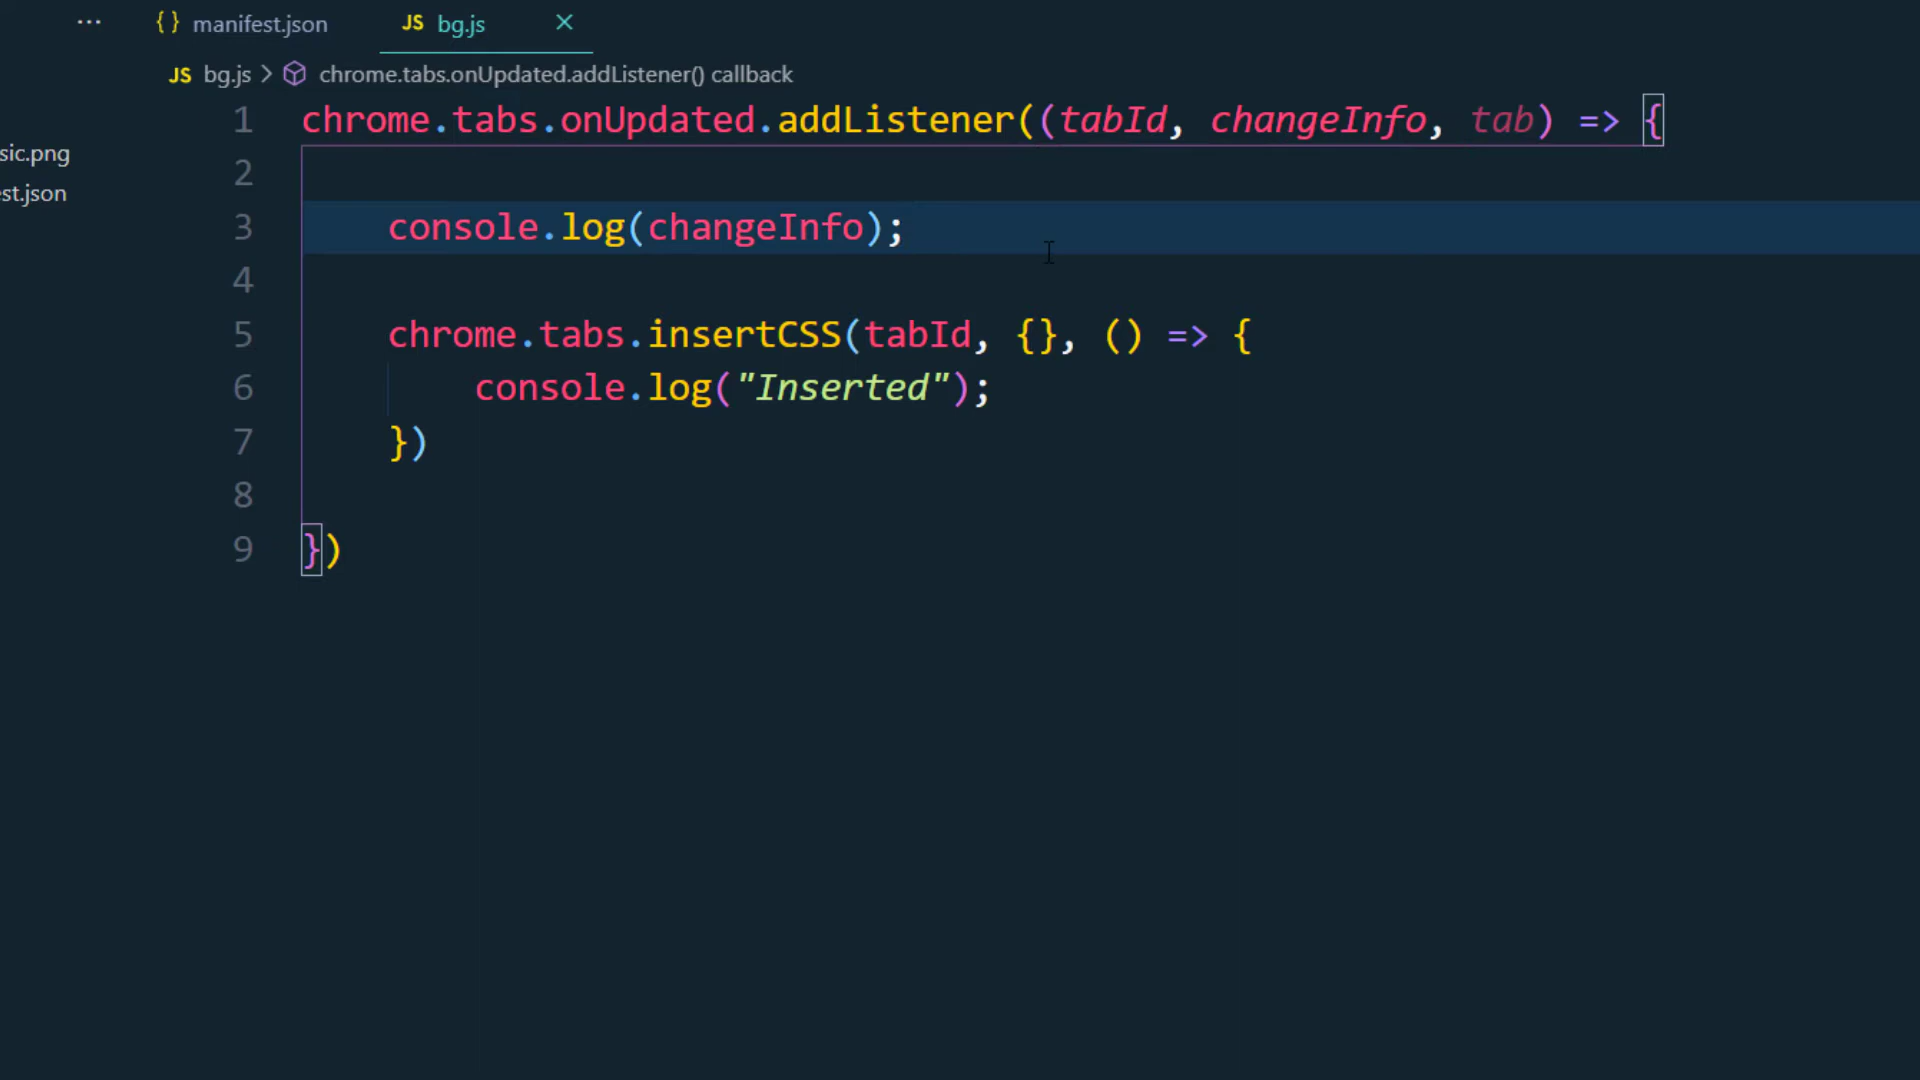 ··· {} manifest.json JS bg.js ×
JS bg.js > chrome.tabs.onUpdated.addListener() callback
1 chrome.tabs.onUpdated.addListener((tabId, changeInfo, tab) => {
sic.png
2
est.json
3 console.log(changeInfo);
4
5 chrome.tabs.insertCSS(tabId, {}, () => {
6 console.log("Inserted");
7 })
8
9 })